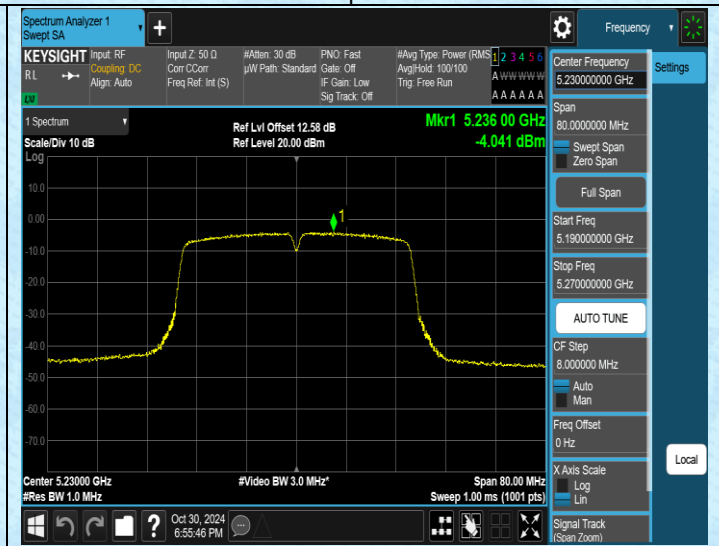 Spectrum Analyzer 1
Swept SA
Frequency
KEYSIGHT
RL
Input: RF
Coupling: DC
Align: Auto
Input Z: 50 Ω
Corr CCorr
Freq Ref: Int (S)
#Atten: 30 dB
µW Path: Standard
PNO: Fast
Gate: Off
IF Gain: Low
Sig Track: Off
#Avg Type: Power (RMS
Avg|Hold: 100/100
Trig: Free Run
1 2 3 4 5 6
A W W W W W
A A A A A A
Settings
Center Frequency
5.230000000 GHz
Span
80.0000000 MHz
Swept Span
Zero Span
Full Span
Start Freq
5.190000000 GHz
Stop Freq
5.270000000 GHz
AUTO TUNE
CF Step
8.000000 MHz
Auto
Man
Freq Offset
0 Hz
X Axis Scale
Log
Lin
Signal Track
(Span Zoom)
Local
1 Spectrum
Scale/Div 10 dB
Log
Ref Lvl Offset 12.58 dB
Ref Level 20.00 dBm
Mkr1 5.236 00 GHz
-4.041 dBm
10.0
0.00
-10.0
-20.0
-30.0
-40.0
-50.0
-60.0
-70.0
1
Center 5.23000 GHz
#Res BW 1.0 MHz
#Video BW 3.0 MHz*
Span 80.00 MHz
Sweep 1.00 ms (1001 pts)
?
Oct 30, 2024
6:55:46 PM